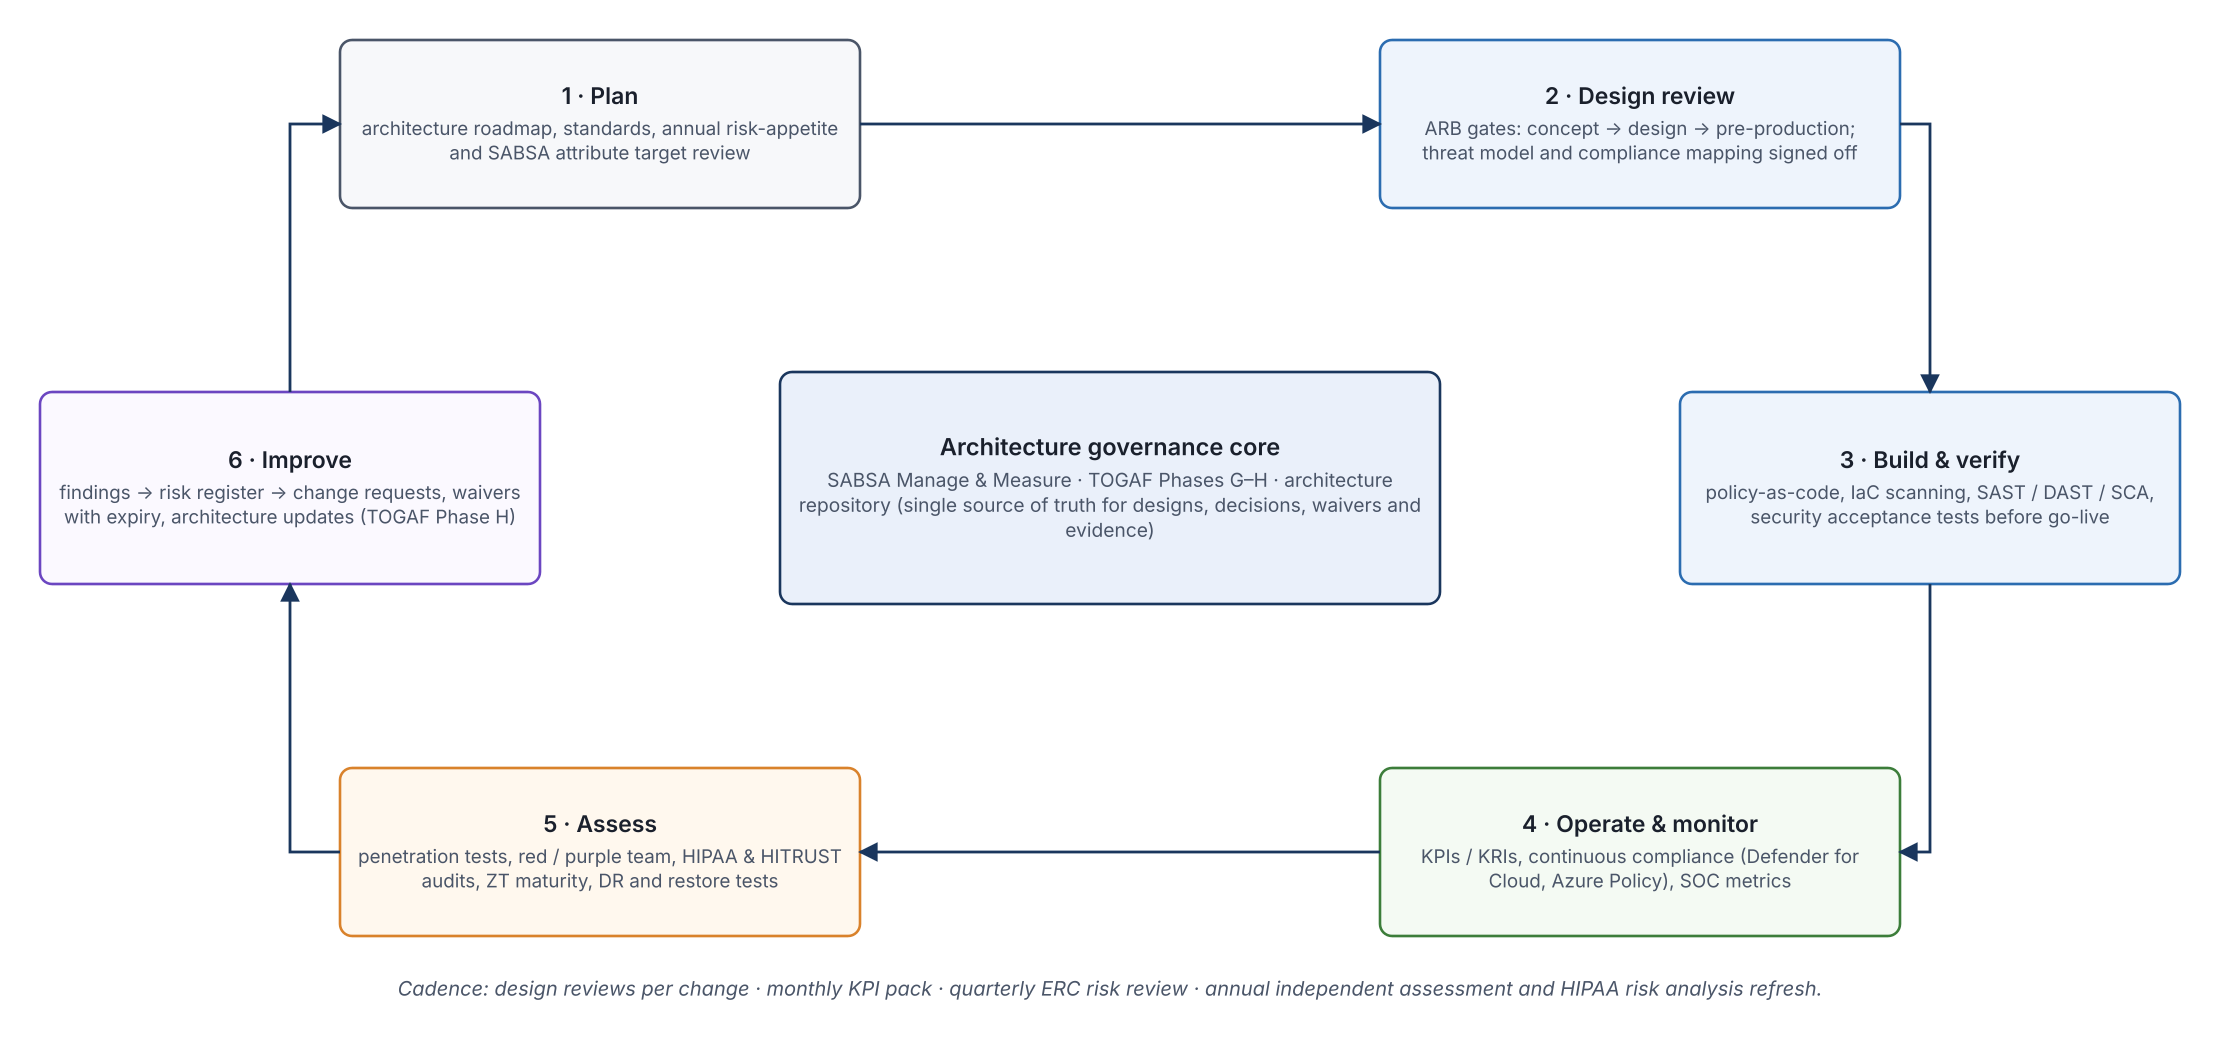 1 · Plan
architecture roadmap, standards, annual risk-appetite
and SABSA attribute target review
2 · Design review
ARB gates: concept → design → pre-production;
threat model and compliance mapping signed off
6 · Improve
findings → risk register → change requests, waivers
with expiry, architecture updates (TOGAF Phase H)
Architecture governance core
SABSA Manage & Measure · TOGAF Phases G–H · architecture
repository (single source of truth for designs, decisions, waivers and
evidence)
3 · Build & verify
policy-as-code, IaC scanning, SAST / DAST / SCA,
security acceptance tests before go-live
5 · Assess
penetration tests, red / purple team, HIPAA & HITRUST
audits, ZT maturity, DR and restore tests
4 · Operate & monitor
KPIs / KRIs, continuous compliance (Defender for
Cloud, Azure Policy), SOC metrics
Cadence: design reviews per change · monthly KPI pack · quarterly ERC risk review · annual independent assessment and HIPAA risk analysis refresh.